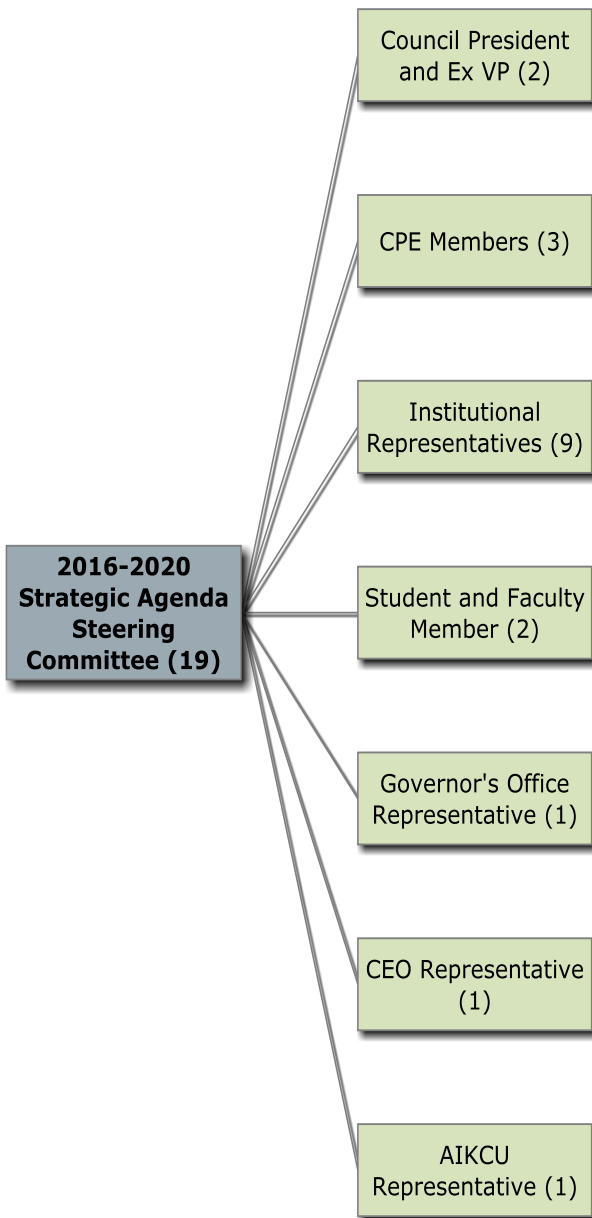 Council President
and Ex VP (2)
CPE Members (3)
Institutional
Representatives (9)
2016-2020
Strategic Agenda
Steering
Committee (19)
Student and Faculty
Member (2)
Governor's Office
Representative (1)
CEO Representative
(1)
AIKCU
Representative (1)